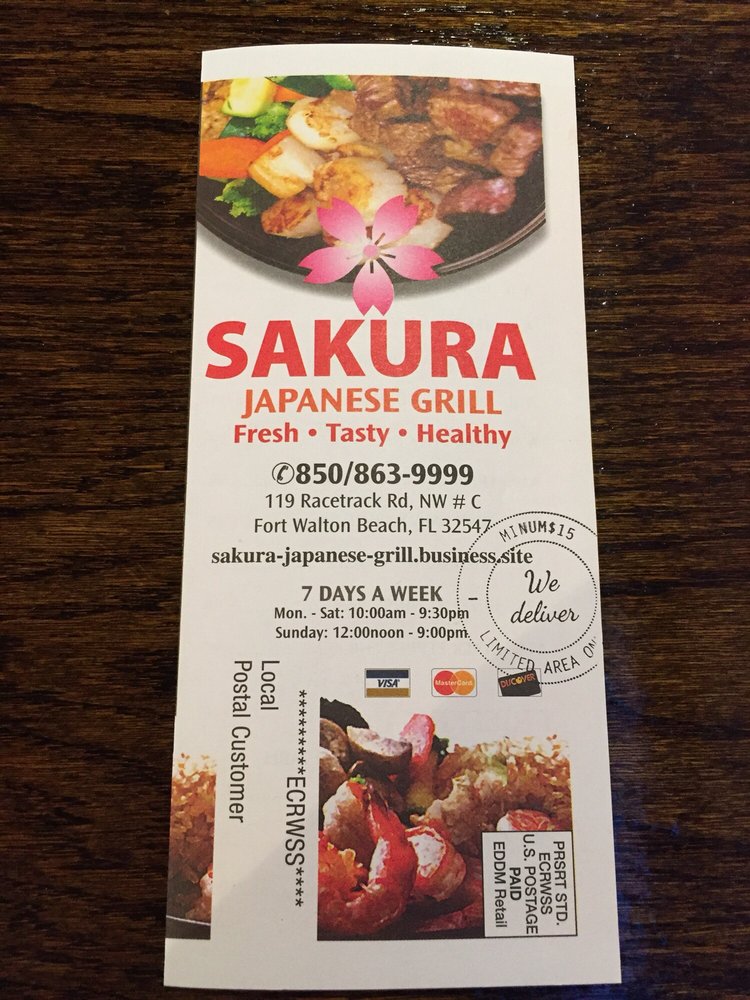 SAKURA
JAPANESE GRILL
Fresh • Tasty • Healthy
✆850/863-9999
119 Racetrack Rd, NW # C
Fort Walton Beach, FL 32547
sakura-japanese-grill.business.site
7 DAYS A WEEK
Mon. - Sat: 10:00am - 9:30pm
Sunday: 12:00noon - 9:00pm
MINUM$15
We
deliver
LIMITED AREA ON
VISA
MasterCard
DISCOVER
Local
Postal Customer
**********ECRWSS****
PRSRT STD.
ECRWSS
U.S. POSTAGE
PAID
EDDM Retail